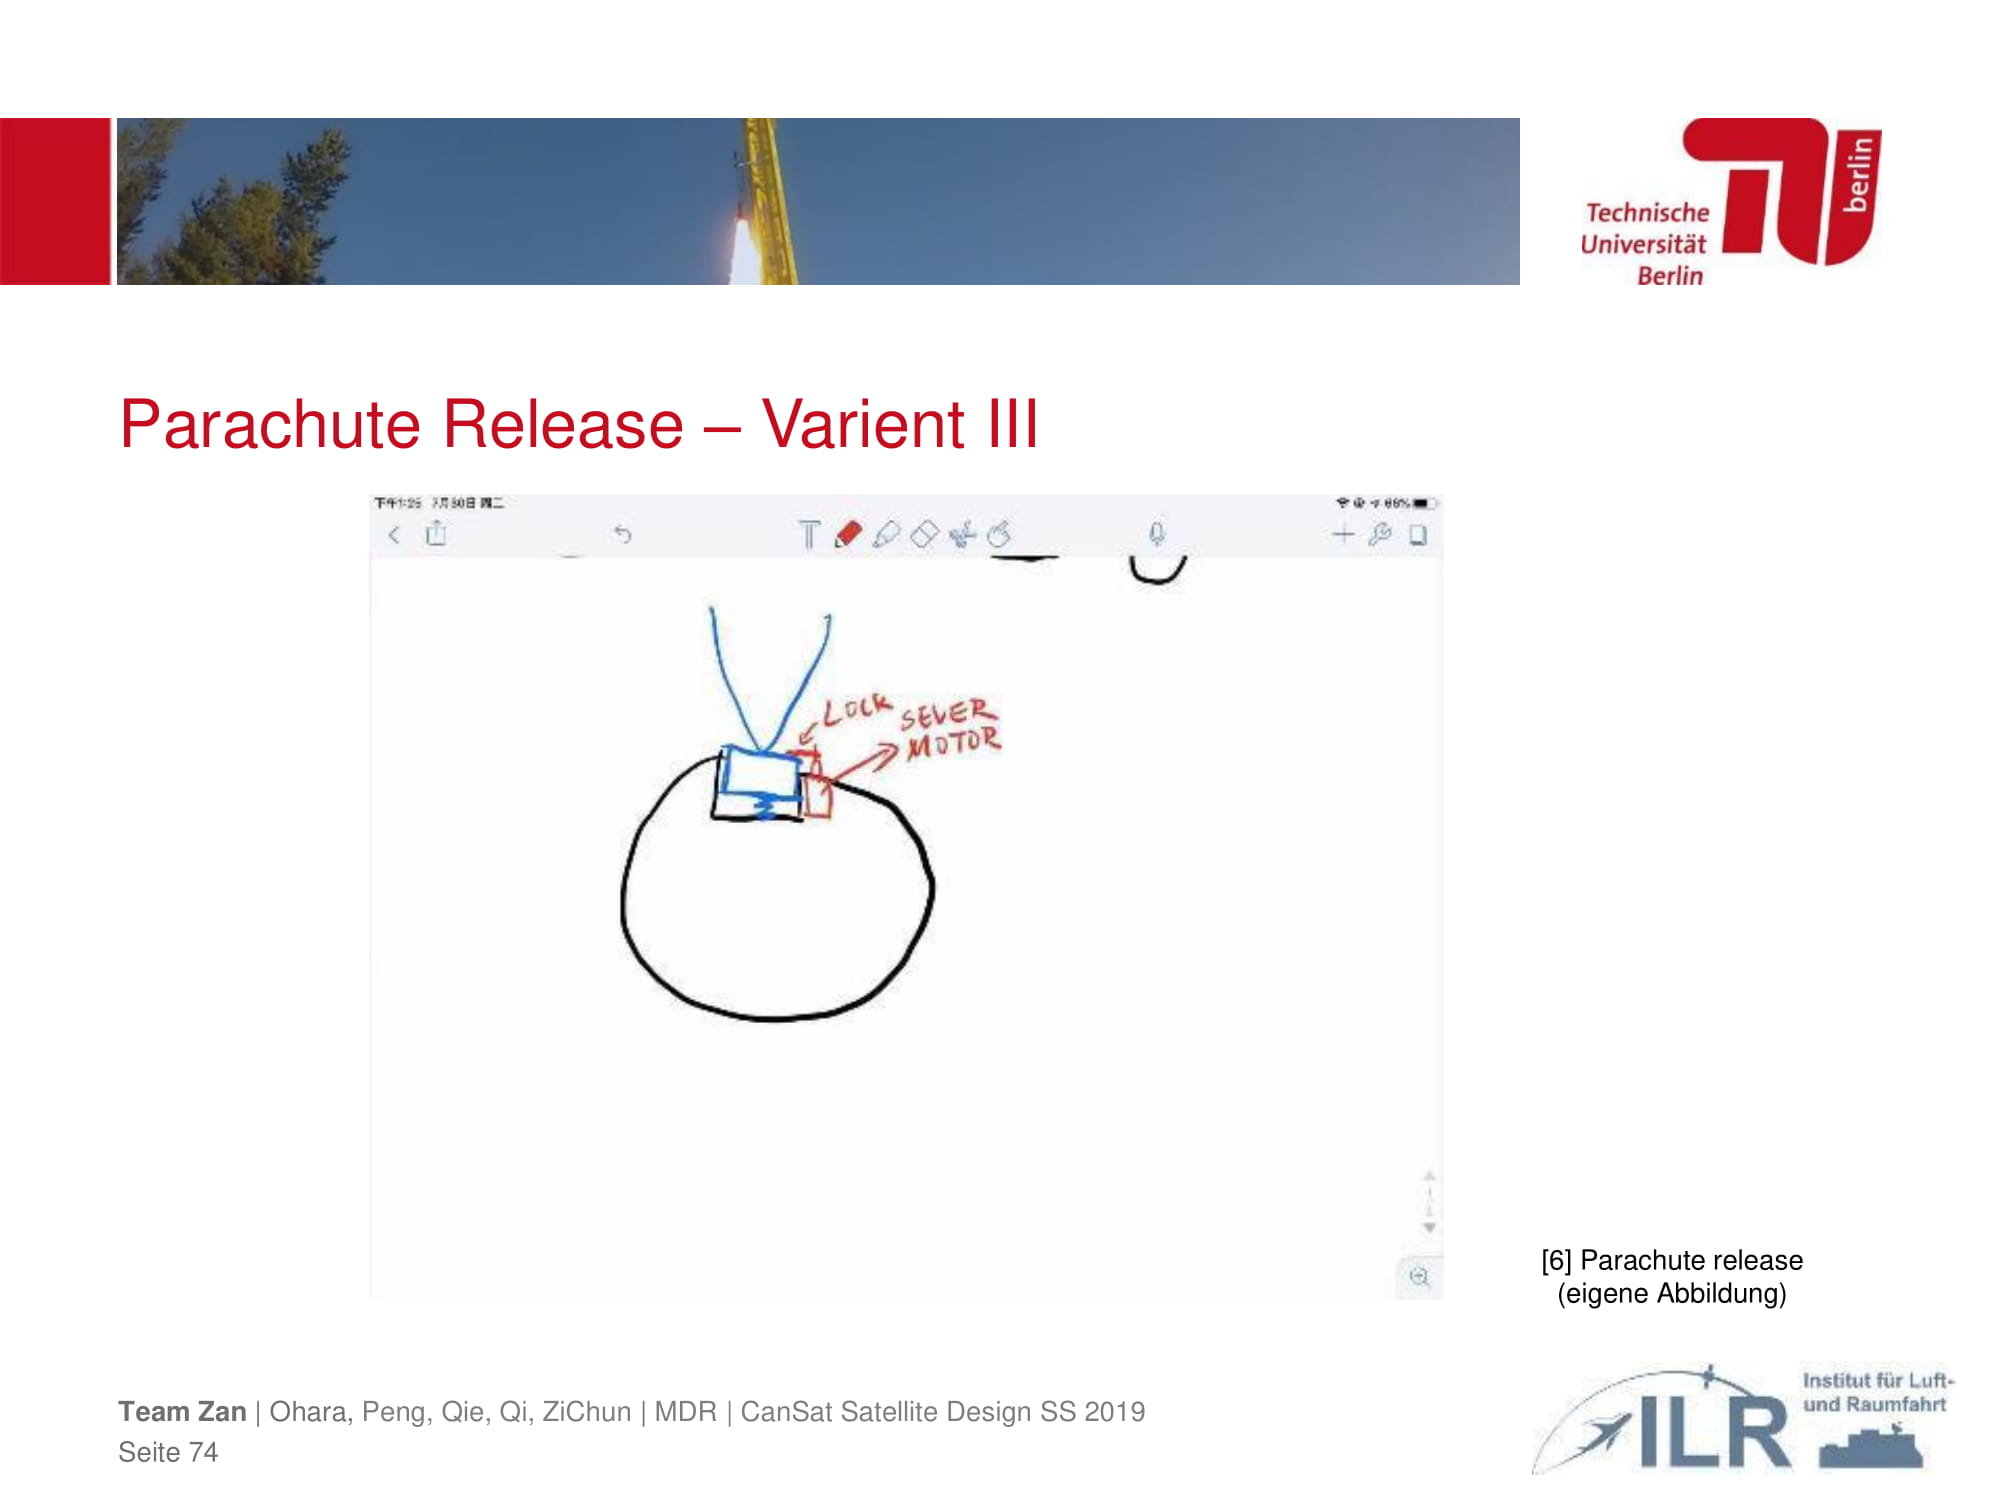 Technische
Universität
Berlin
berlin
Parachute Release – Varient III
下午1:25 7月30日 周二
66%
T
LOCK
SEVER
MOTOR
[6] Parachute release
(eigene Abbildung)
Team Zan | Ohara, Peng, Qie, Qi, ZiChun | MDR | CanSat Satellite Design SS 2019
Seite 74
ILR
Institut für Luft-
und Raumfahrt